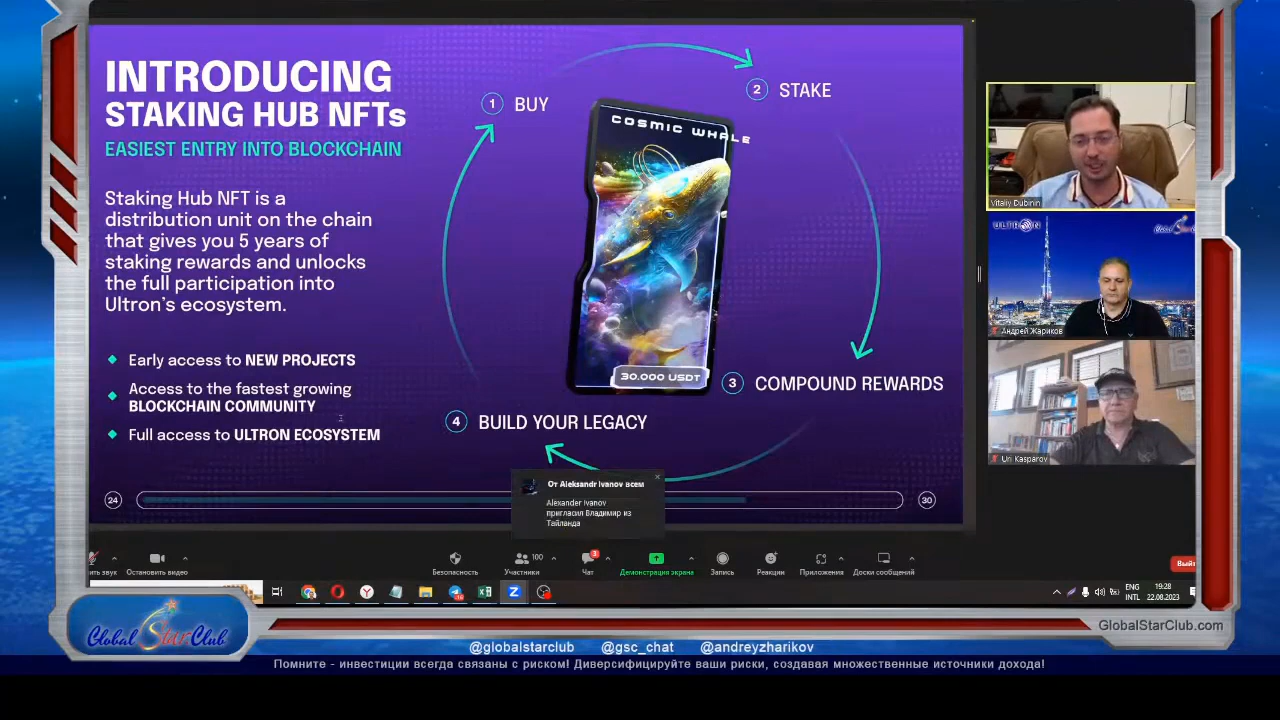 INTRODUCING
STAKING HUB NFTs
EASIEST ENTRY INTO BLOCKCHAIN
Staking Hub NFT is a
distribution unit on the chain
that gives you 5 years of
staking rewards and unlocks
the full participation into
Ultron's ecosystem.
Early access to NEW PROJECTS
Access to the fastest growing
BLOCKCHAIN COMMUNITY
Full access to ULTRON ECOSYSTEM
1 BUY
2 STAKE
COSMIC WHALE
30.000 USDT
3 COMPOUND REWARDS
4 BUILD YOUR LEGACY
24
30
От Aleksandr Ivanov всем
Alexander Ivanov
пригласил Владимир из
Тайланда
Vitaliy Dubinin
ULTRON
Андрей Жариков
Uri Kasparov
ить звук
Остановить видео
Безопасность
100
Участники
3
Чат
Демонстрация экрана
Запись
Реакции
Приложения
Доски сообщений
ENG
INTL
19:28
22.08.2023
Global Star Club
GlobalStarClub.com
@globalstarclub @gsc_chat @andreyzharikov
Помните - инвестиции всегда связаны с риском! Диверсифицируйте ваши риски, создавая множественные источники дохода!